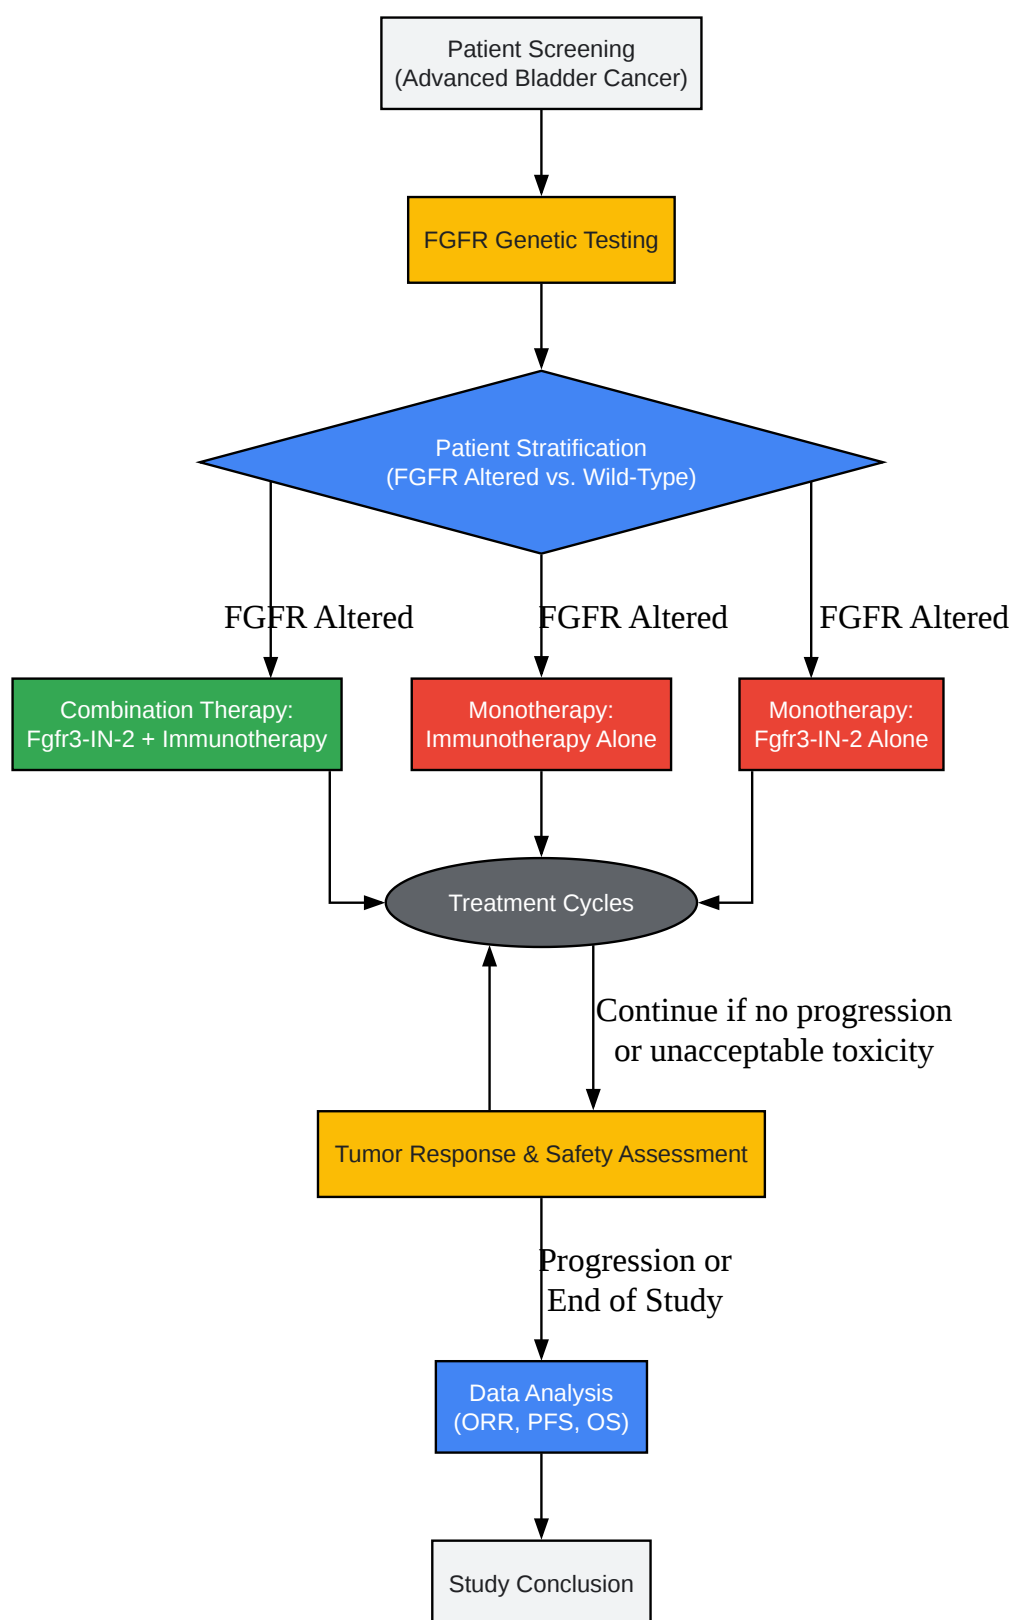 Patient Screening
(Advanced Bladder Cancer)
FGFR Genetic Testing
Patient Stratification
(FGFR Altered vs. Wild-Type)
FGFR Altered
FGFR Altered
FGFR Altered
Combination Therapy:
Fgfr3-IN-2 + Immunotherapy
Monotherapy:
Immunotherapy Alone
Monotherapy:
Fgfr3-IN-2 Alone
Treatment Cycles
Continue if no progression
or unacceptable toxicity
Tumor Response & Safety Assessment
Progression or
End of Study
Data Analysis
(ORR, PFS, OS)
Study Conclusion